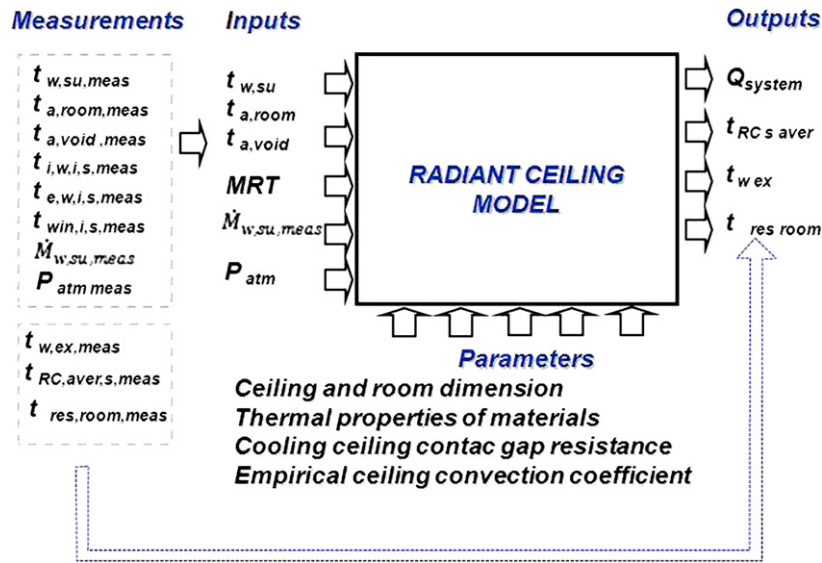 Measurements
t w,su,meas
t a,room,meas
t a,void ,meas
t i,w,i,s,meas
t e,w,i,s,meas
t win,i,s,meas
Ṁ w,su,meas
P atm meas
t w,ex,meas
t RC,aver,s,meas
t res,room,meas
Inputs
t w,su
t a,room
t a,void
MRT
Ṁ w,su,meas
P atm
RADIANT CEILING
MODEL
Outputs
Q system
t RC s aver
t w ex
t res room
Parameters
Ceiling and room dimension
Thermal properties of materials
Cooling ceiling contac gap resistance
Empirical ceiling convection coefficient